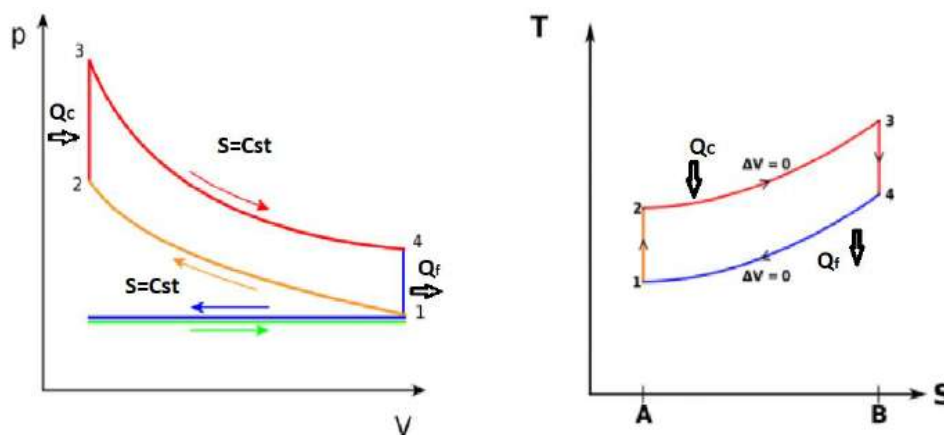 p
3
Qc
S=Cst
2
4
Qf
S=Cst
1
V
T
3
Qc
ΔV = 0
2
4
Qf
ΔV = 0
1
A
B
S